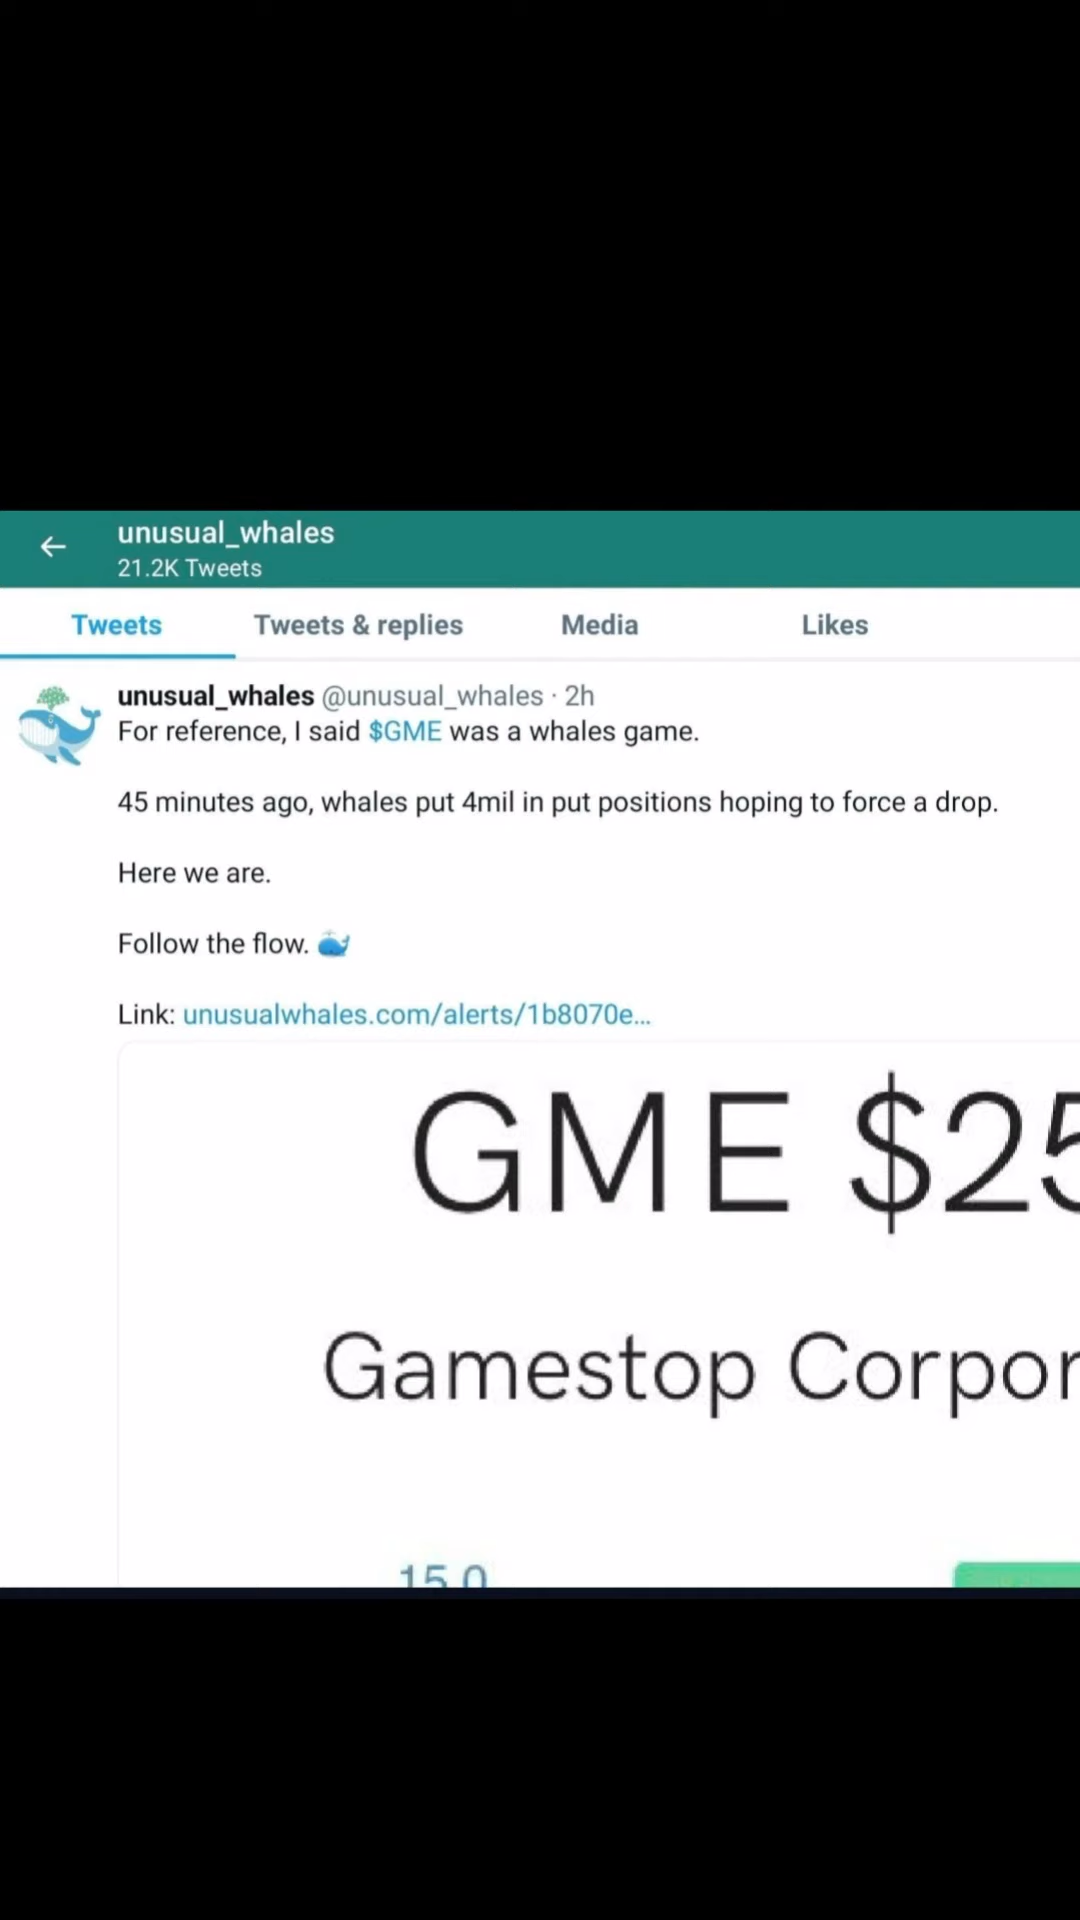 unusual_whales
21.2K Tweets
Tweets Tweets & replies Media Likes
unusual_whales @unusual_whales · 2h
For reference, I said $GME was a whales game.
45 minutes ago, whales put 4mil in put positions hoping to force a drop.
Here we are.
Follow the flow. 🐳
Link: unusualwhales.com/alerts/1b8070e...
GME $25
Gamestop Corpor
15.0